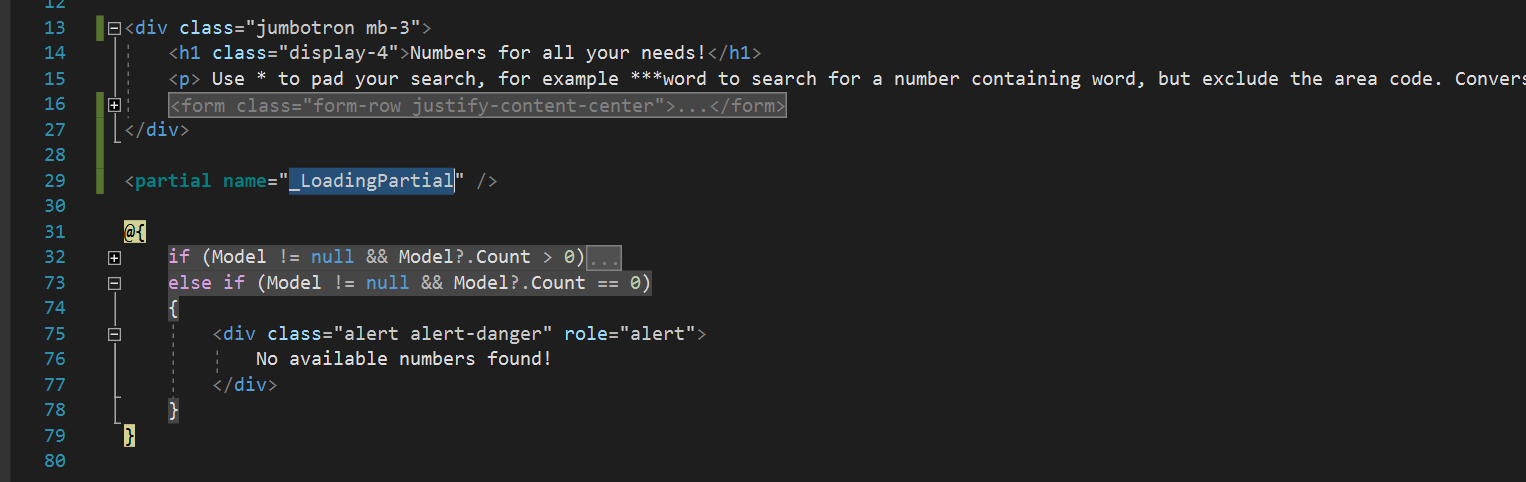 12
13 <div class="jumbotron mb-3">
14 <h1 class="display-4">Numbers for all your needs!</h1>
15 <p> Use * to pad your search, for example ***word to search for a number containing word, but exclude the area code. Convers
16 <form class="form-row justify-content-center">...</form>
27 </div>
28
29 <partial name="_LoadingPartial" />
30
31 @{
32 if (Model != null && Model?.Count > 0)...
73 else if (Model != null && Model?.Count == 0)
74 {
75 <div class="alert alert-danger" role="alert">
76 No available numbers found!
77 </div>
78 }
79 }
80